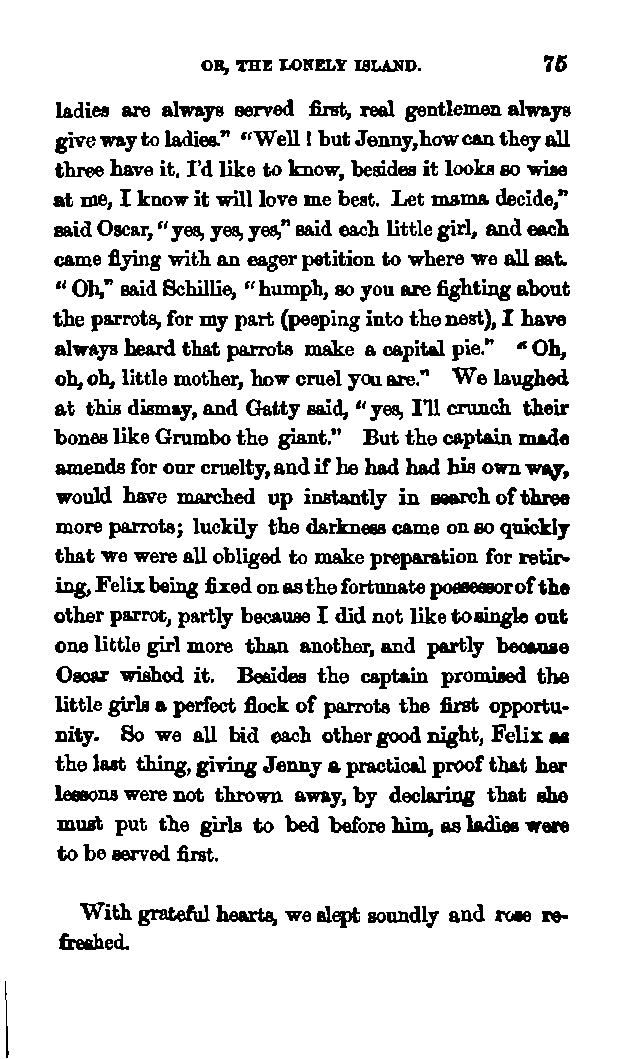 OR, THE LONELY ISLAND. 75
ladies are always served first, real gentlemen always
give way to ladies." "Well! but Jenny, how can they all
three have it. I'd like to know, besides it looks so wise
at me, I know it will love me best. Let mama decide,"
said Oscar, "yes, yes, yes," said each little girl, and each
came flying with an eager petition to where we all sat.
"Oh," said Schillie, "humph, so you are fighting about
the parrots, for my part (peeping into the nest), I have
always heard that parrots make a capital pie." "Oh,
oh, oh, little mother, how cruel you are." We laughed
at this dismay, and Gatty said, "yes, I'll crunch their
bones like Grumbo the giant." But the captain made
amends for our cruelty, and if he had had his own way,
would have marched up instantly in search of three
more parrots; luckily the darkness came on so quickly
that we were all obliged to make preparation for retir-
ing, Felix being fixed on as the fortunate possessor of the
other parrot, partly because I did not like to single out
one little girl more than another, and partly because
Oscar wished it. Besides the captain promised the
little girls a perfect flock of parrots the first opportu-
nity. So we all bid each other good night, Felix as
the last thing, giving Jenny a practical proof that her
lessons were not thrown away, by declaring that she
must put the girls to bed before him, as ladies were
to be served first.
With grateful hearts, we slept soundly and rose re-
freshed.